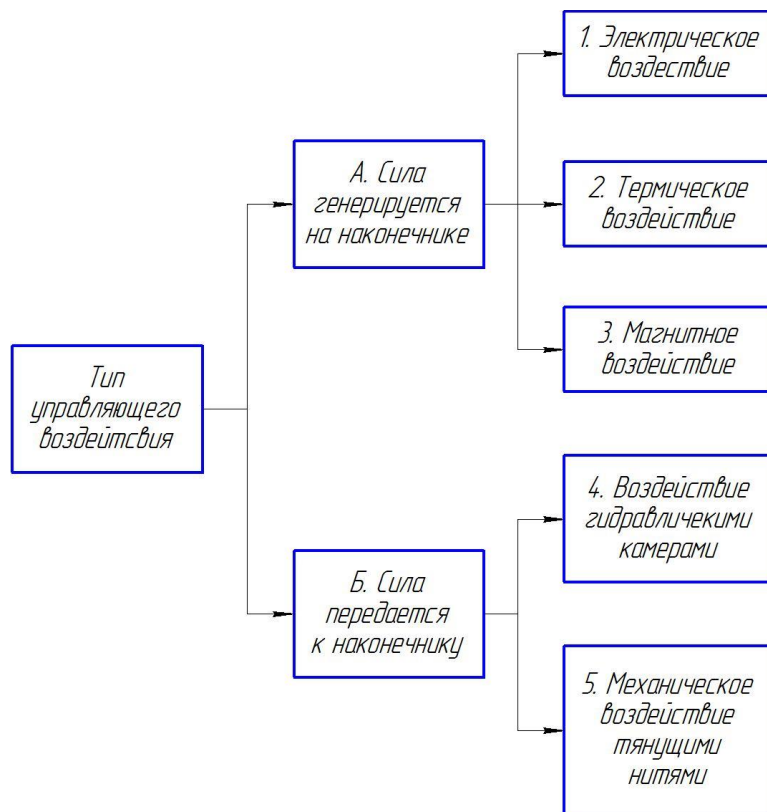 1. Электрическое
воздествие
А. Сила
генерируется
на наконечнике
2. Термическое
воздействие
3. Магнитное
воздействие
Тип
управляющего
воздейтсвия
4. Воздействие
гидравличекими
камерами
Б. Сила
передается
к наконечнику
5. Механическое
воздействие
тянущими
нитями